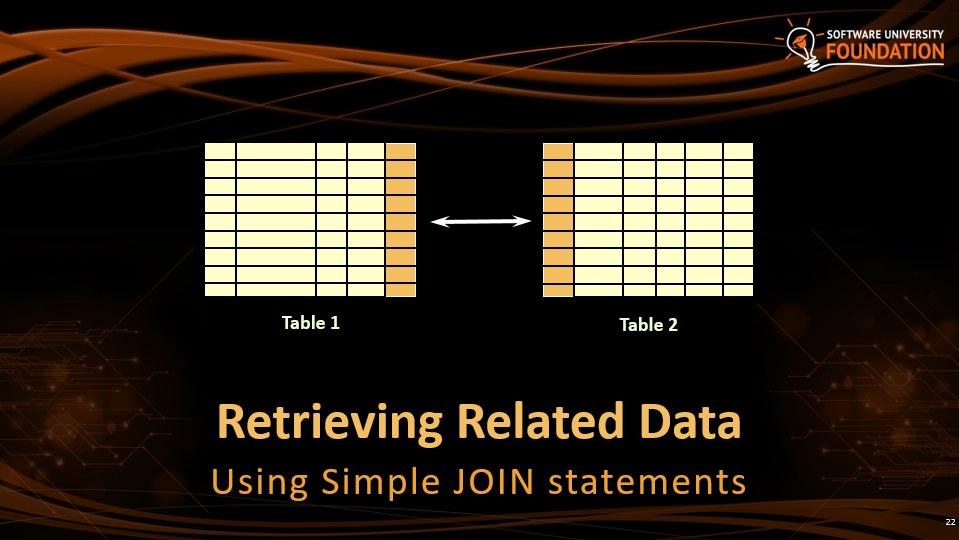 SOFTWARE UNIVERSITY
FOUNDATION
Table 1
Table 2
Retrieving Related Data
Using Simple JOIN statements
22